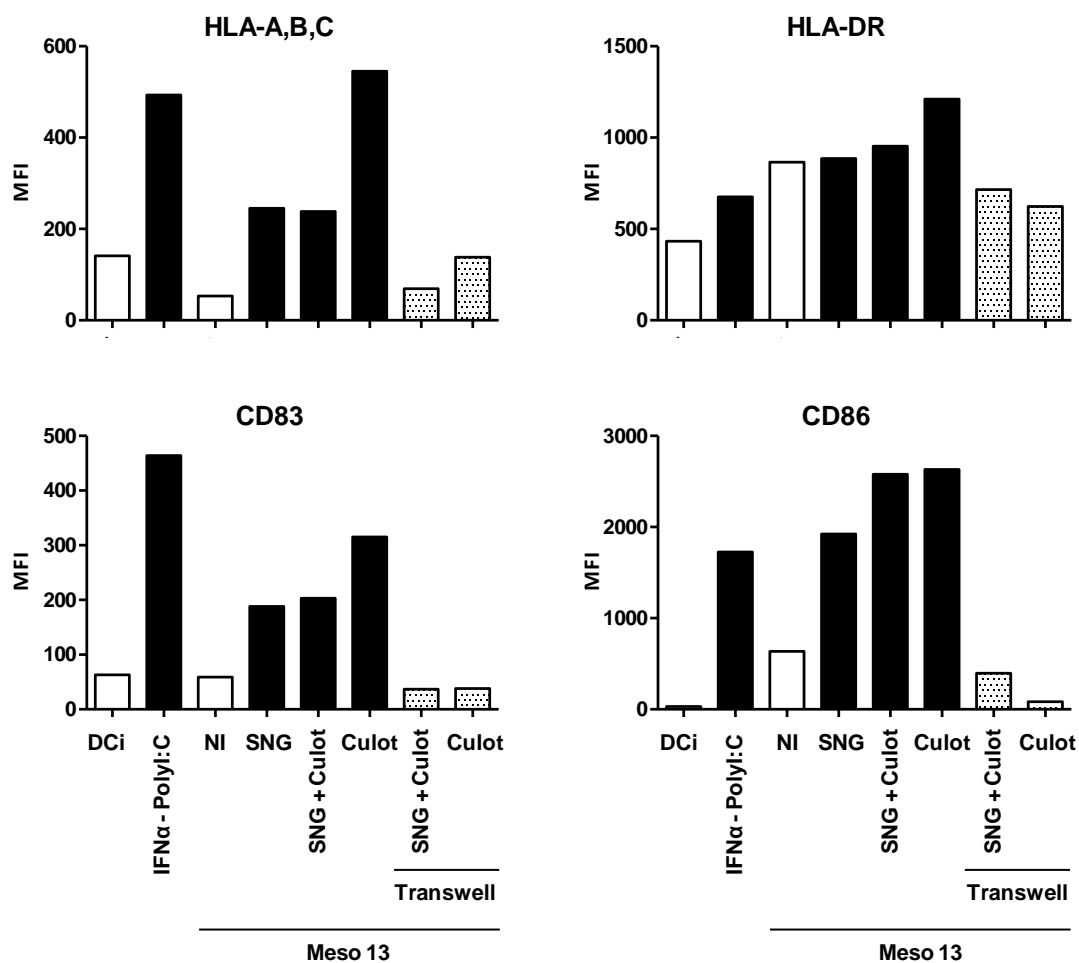 HLA-A,B,C
600
400
200
0
MFI
HLA-DR
1500
1000
500
0
MFI
CD83
500
400
300
200
100
0
MFI
DCi
IFNα - PolyI:C
NI
SNG
SNG + Culot
Culot
SNG + Culot
Culot
Transwell
Meso 13
CD86
3000
2000
1000
0
MFI
DCi
IFNα - PolyI:C
NI
SNG
SNG + Culot
Culot
SNG + Culot
Culot
Transwell
Meso 13